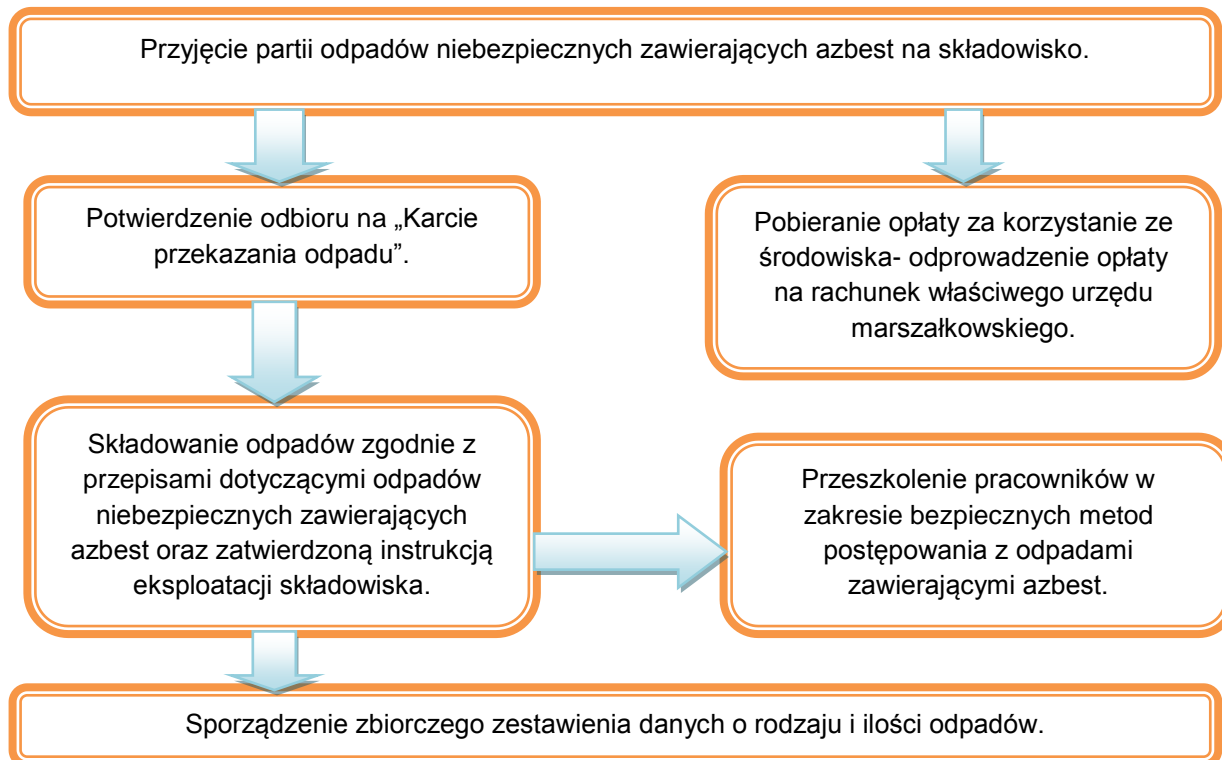 Przyjęcie partii odpadów niebezpiecznych zawierających azbest na składowisko.
Potwierdzenie odbioru na „Karcie
przekazania odpadu”.
Pobieranie opłaty za korzystanie ze
środowiska- odprowadzenie opłaty
na rachunek właściwego urzędu
marszałkowskiego.
Składowanie odpadów zgodnie z
przepisami dotyczącymi odpadów
niebezpiecznych zawierających
azbest oraz zatwierdzoną instrukcją
eksploatacji składowiska.
Przeszkolenie pracowników w
zakresie bezpiecznych metod
postępowania z odpadami
zawierającymi azbest.
Sporządzenie zbiorczego zestawienia danych o rodzaju i ilości odpadów.